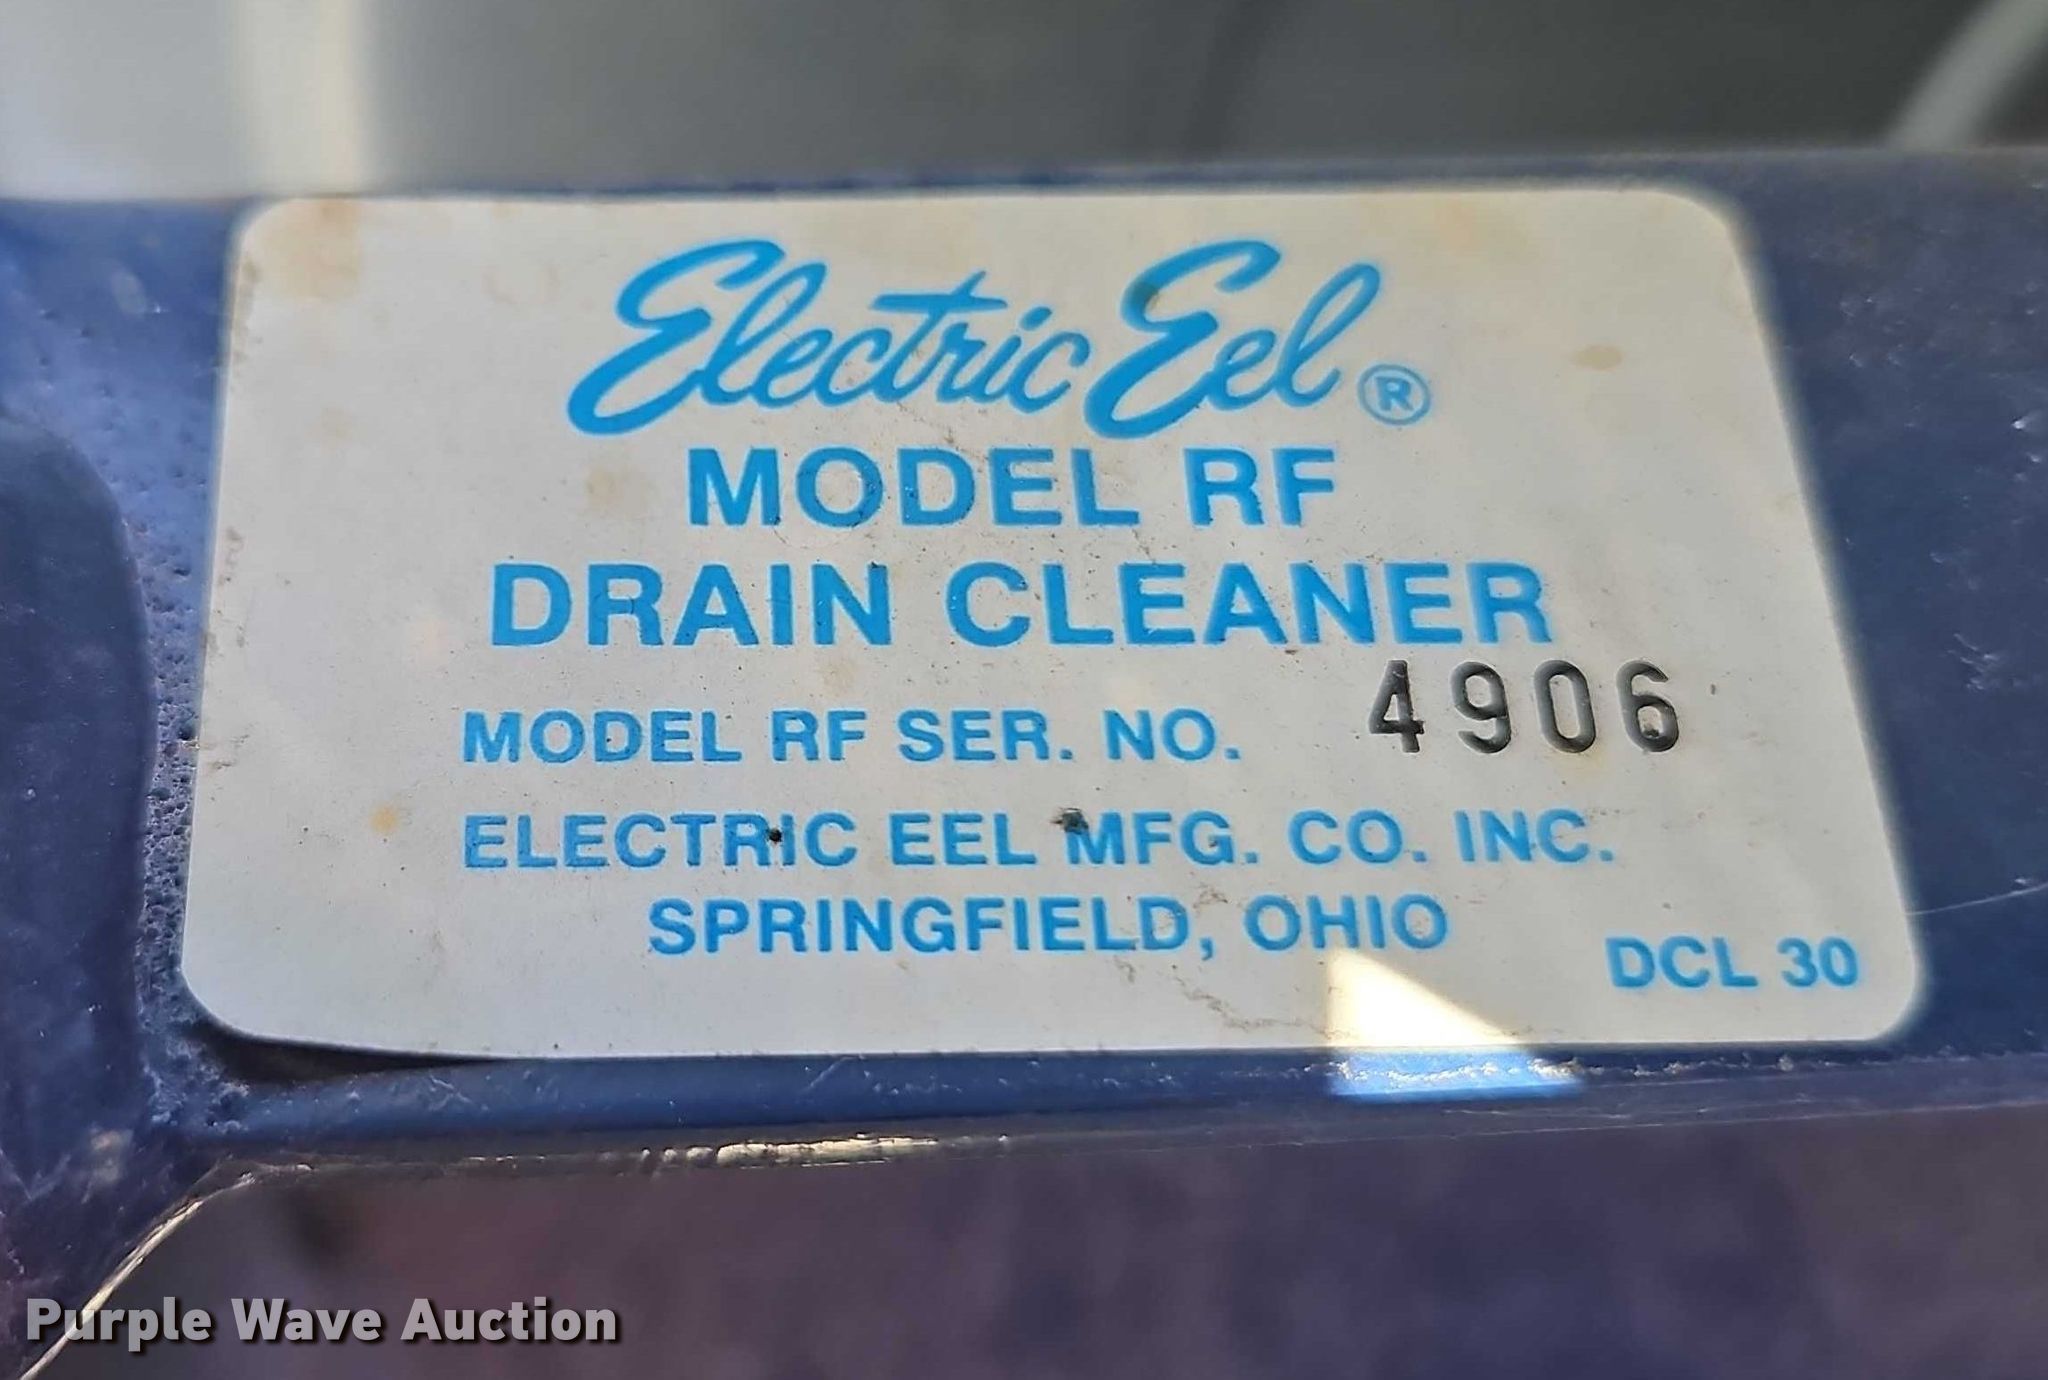 Electric Eel ®
MODEL RF
DRAIN CLEANER
MODEL RF SER. NO. 4906
ELECTRIC EEL MFG. CO. INC.
SPRINGFIELD, OHIO
DCL 30
Purple Wave Auction